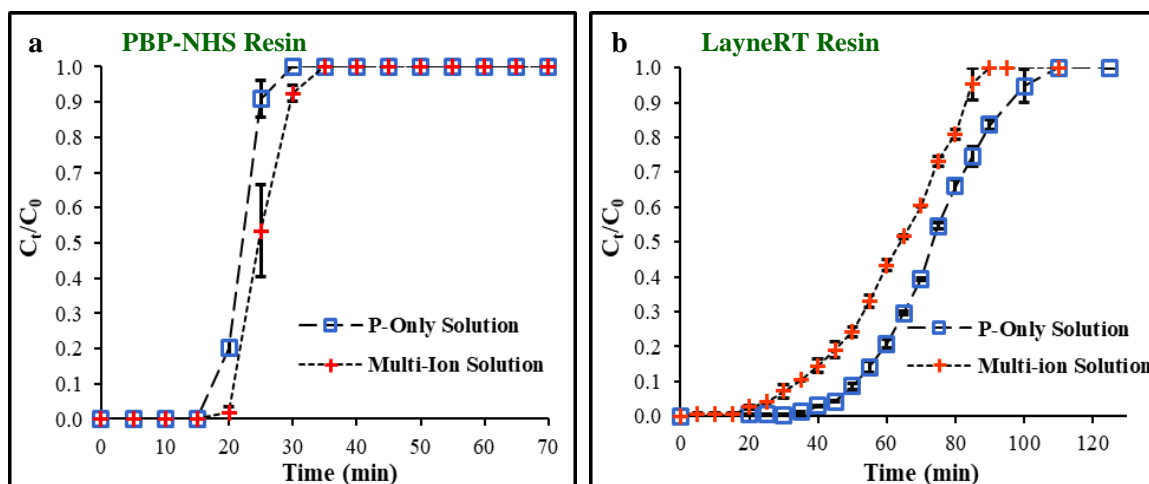 a
PBP-NHS Resin
1.0
0.9
0.8
0.7
0.6
0.5
0.4
0.3
0.2
0.1
0.0
Ct/C0
P-Only Solution
Multi-Ion Solution
0 10 20 30 40 50 60 70
Time (min)
b
LayneRT Resin
1.0
0.9
0.8
0.7
0.6
0.5
0.4
0.3
0.2
0.1
0.0
Ct/C0
P-Only Solution
Multi-ion Solution
0 20 40 60 80 100 120
Time (min)